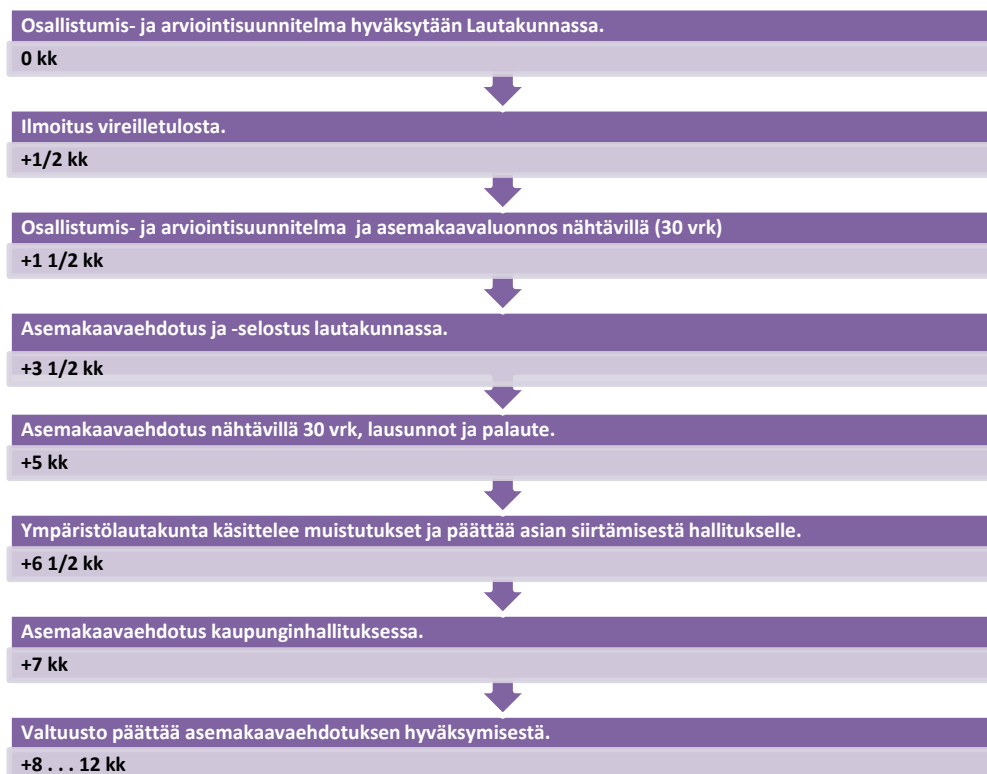 Osallistumis- ja arviointisuunnitelma hyväksytään Lautakunnassa.
0 kk
Ilmoitus vireilletulosta.
+1/2 kk
Osallistumis- ja arviointisuunnitelma ja asemakaavaluonnos nähtävillä (30 vrk)
+1 1/2 kk
Asemakaavaehdotus ja -selostus lautakunnassa.
+3 1/2 kk
Asemakaavaehdotus nähtävillä 30 vrk, lausunnot ja palaute.
+5 kk
Ympäristölautakunta käsittelee muistutukset ja päättää asian siirtämisestä hallitukselle.
+6 1/2 kk
Asemakaavaehdotus kaupunginhallituksessa.
+7 kk
Valtuusto päättää asemakaavaehdotuksen hyväksymisestä.
+8 . . . 12 kk